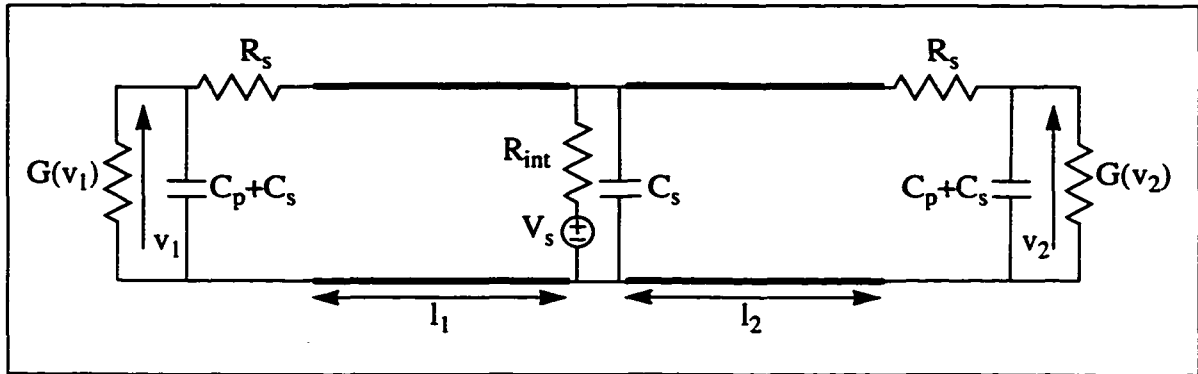 R_s
R_s
G(v_1)
C_p+C_s
v_1
R_int
V_s
C_s
C_p+C_s
v_2
G(v_2)
l_1
l_2